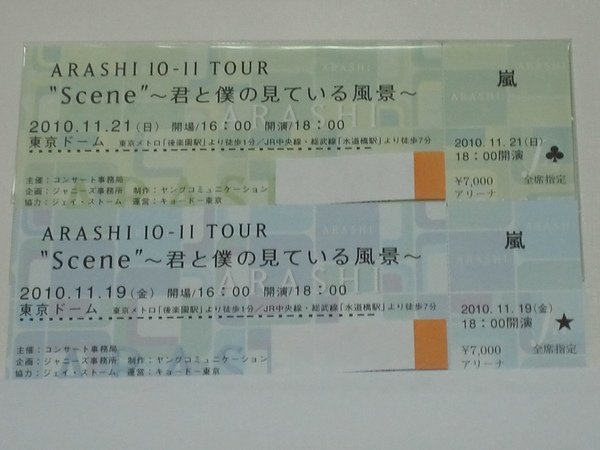 ARASHI 10-11 TOUR
"Scene"～君と僕の見ている風景～
2010.11.21(日) 開場/16：00 開演/18：00
東京ドーム 東京メトロ「後楽園駅」より徒歩1分/JR中央線・総武線「水道橋駅」より徒歩7分
主催：コンサート事務局
企画：ジャニーズ事務所 制作：ヤングコミュニケーション
協力：ジェイ・ストーム 運営：キョードー東京
ARASHI
嵐
2010.11.21(日)
18：00開演 ♣
¥7,000 全席指定
アリーナ
ARASHI 10-11 TOUR
"Scene"～君と僕の見ている風景～
2010.11.19(金) 開場/16：00 開演/18：00
東京ドーム 東京メトロ「後楽園駅」より徒歩1分/JR中央線・総武線「水道橋駅」より徒歩7分
主催：コンサート事務局
企画：ジャニーズ事務所 制作：ヤングコミュニケーション
協力：ジェイ・ストーム 運営：キョードー東京
ARASHI
嵐
2010.11.19(金)
18：00開演 ★
¥7,000 全席指定
アリーナ